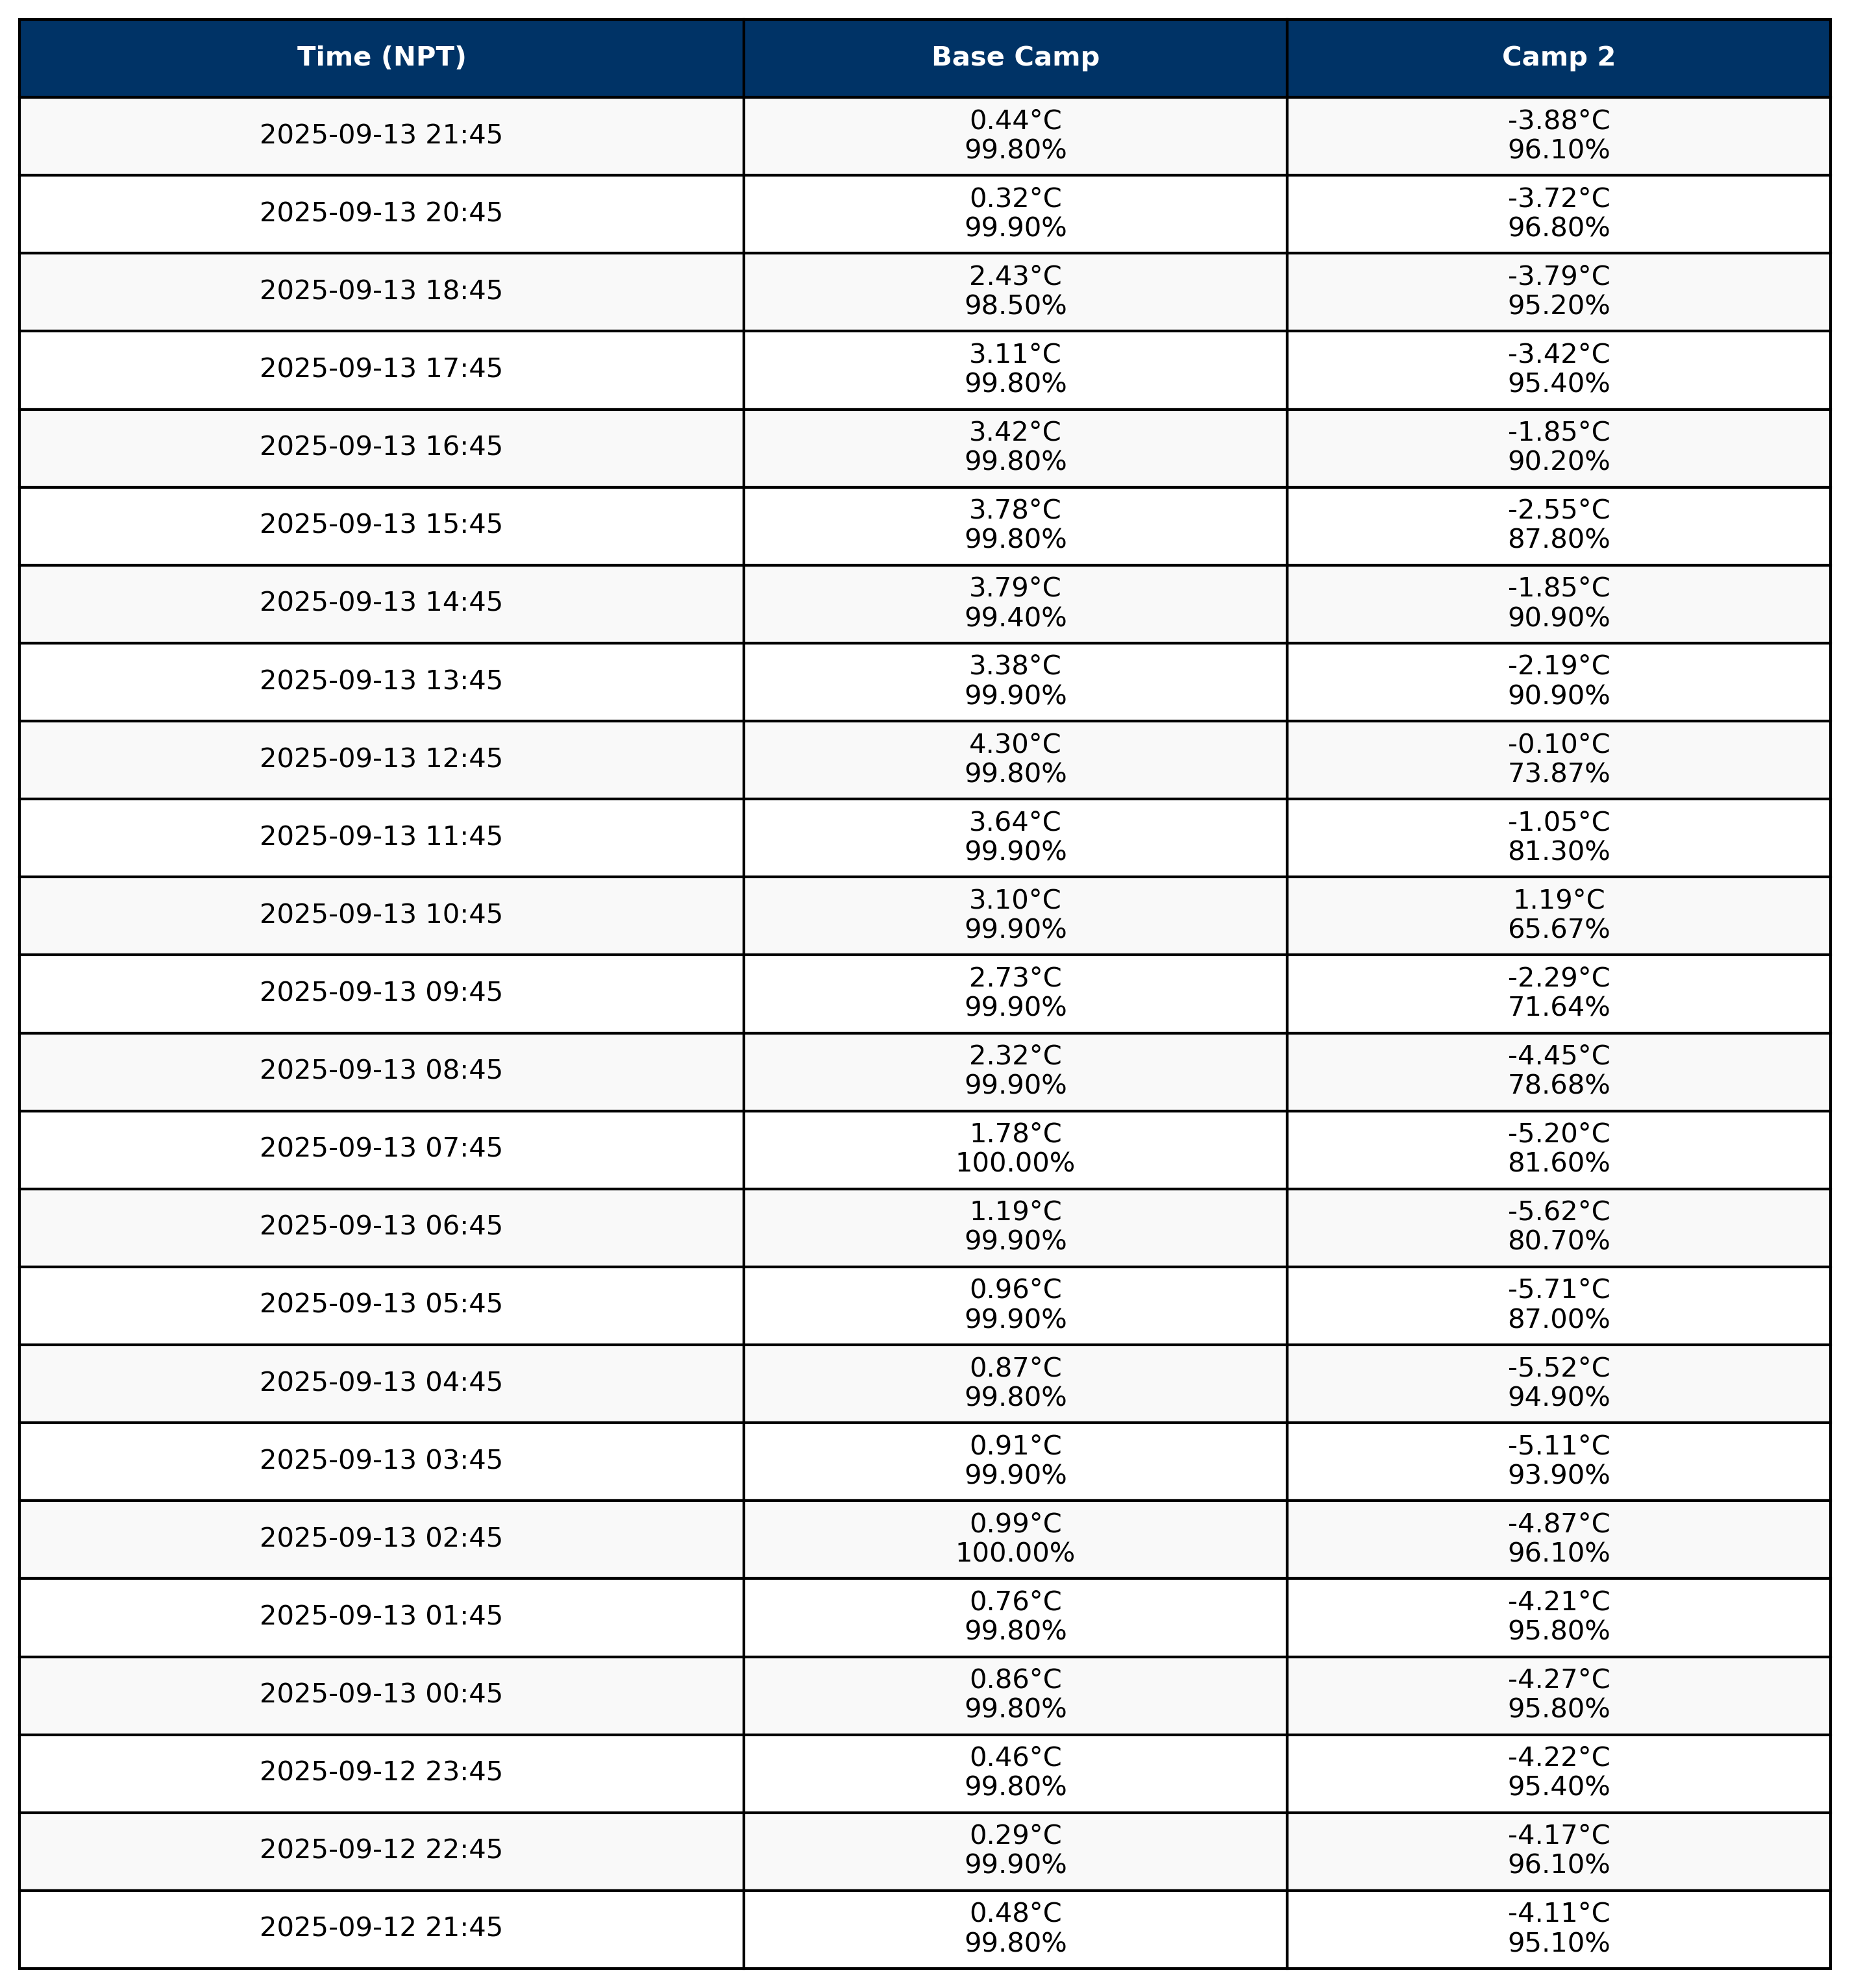 Time (NPT) Base Camp Camp 2
2025-09-13 21:45 0.44°C -3.88°C
99.80% 96.10%
2025-09-13 20:45 0.32°C -3.72°C
99.90% 96.80%
2025-09-13 18:45 2.43°C -3.79°C
98.50% 95.20%
2025-09-13 17:45 3.11°C -3.42°C
99.80% 95.40%
2025-09-13 16:45 3.42°C -1.85°C
99.80% 90.20%
2025-09-13 15:45 3.78°C -2.55°C
99.80% 87.80%
2025-09-13 14:45 3.79°C -1.85°C
99.40% 90.90%
2025-09-13 13:45 3.38°C -2.19°C
99.90% 90.90%
2025-09-13 12:45 4.30°C -0.10°C
99.80% 73.87%
2025-09-13 11:45 3.64°C -1.05°C
99.90% 81.30%
2025-09-13 10:45 3.10°C 1.19°C
99.90% 65.67%
2025-09-13 09:45 2.73°C -2.29°C
99.90% 71.64%
2025-09-13 08:45 2.32°C -4.45°C
99.90% 78.68%
2025-09-13 07:45 1.78°C -5.20°C
100.00% 81.60%
2025-09-13 06:45 1.19°C -5.62°C
99.90% 80.70%
2025-09-13 05:45 0.96°C -5.71°C
99.90% 87.00%
2025-09-13 04:45 0.87°C -5.52°C
99.80% 94.90%
2025-09-13 03:45 0.91°C -5.11°C
99.90% 93.90%
2025-09-13 02:45 0.99°C -4.87°C
100.00% 96.10%
2025-09-13 01:45 0.76°C -4.21°C
99.80% 95.80%
2025-09-13 00:45 0.86°C -4.27°C
99.80% 95.80%
2025-09-12 23:45 0.46°C -4.22°C
99.80% 95.40%
2025-09-12 22:45 0.29°C -4.17°C
99.90% 96.10%
2025-09-12 21:45 0.48°C -4.11°C
99.80% 95.10%